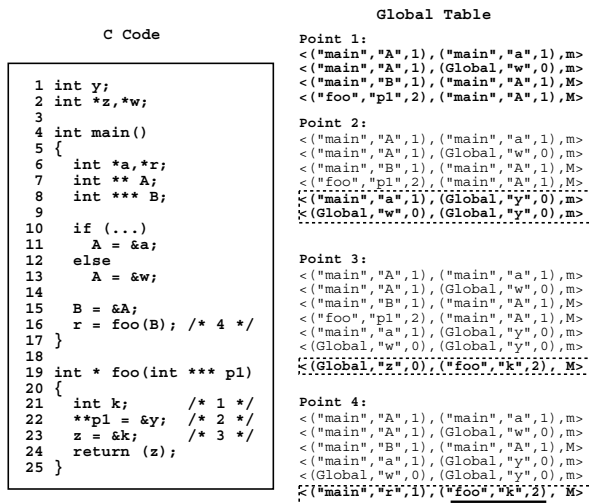 C Code
1 int y;
2 int *z,*w;
3
4 int main()
5 {
6 int *a,*r;
7 int ** A;
8 int *** B;
9
10 if (...)
11 A = &a;
12 else
13 A = &w;
14
15 B = &A;
16 r = foo(B); /* 4 */
17 }
18
19 int * foo(int *** p1)
20 {
21 int k; /* 1 */
22 **p1 = &y; /* 2 */
23 z = &k; /* 3 */
24 return (z);
25 }
Global Table
Point 1:
<("main","A",1),("main","a",1),m>
<("main","A",1),(Global,"w",0),m>
<("main","B",1),("main","A",1),M>
<("foo","p1",2),("main","A",1),M>
Point 2:
<("main","A",1),("main","a",1),m>
<("main","A",1),(Global,"w",0),m>
<("main","B",1),("main","A",1),M>
<("foo","p1",2),("main","A",1),M>
<("main","a",1),(Global,"y",0),m>
<(Global,"w",0),(Global,"y",0),m>
Point 3:
<("main","A",1),("main","a",1),m>
<("main","A",1),(Global,"w",0),m>
<("main","B",1),("main","A",1),M>
<("foo","p1",2),("main","A",1),M>
<("main","a",1),(Global,"y",0),m>
<(Global,"w",0),(Global,"y",0),m>
<(Global,"z",0),("foo","k",2), M>
Point 4:
<("main","A",1),("main","a",1),m>
<("main","A",1),(Global,"w",0),m>
<("main","B",1),("main","A",1),M>
<("main","a",1),(Global,"y",0),m>
<(Global,"w",0),(Global,"y",0),m>
<("main","r",1),("foo","k",2), M>